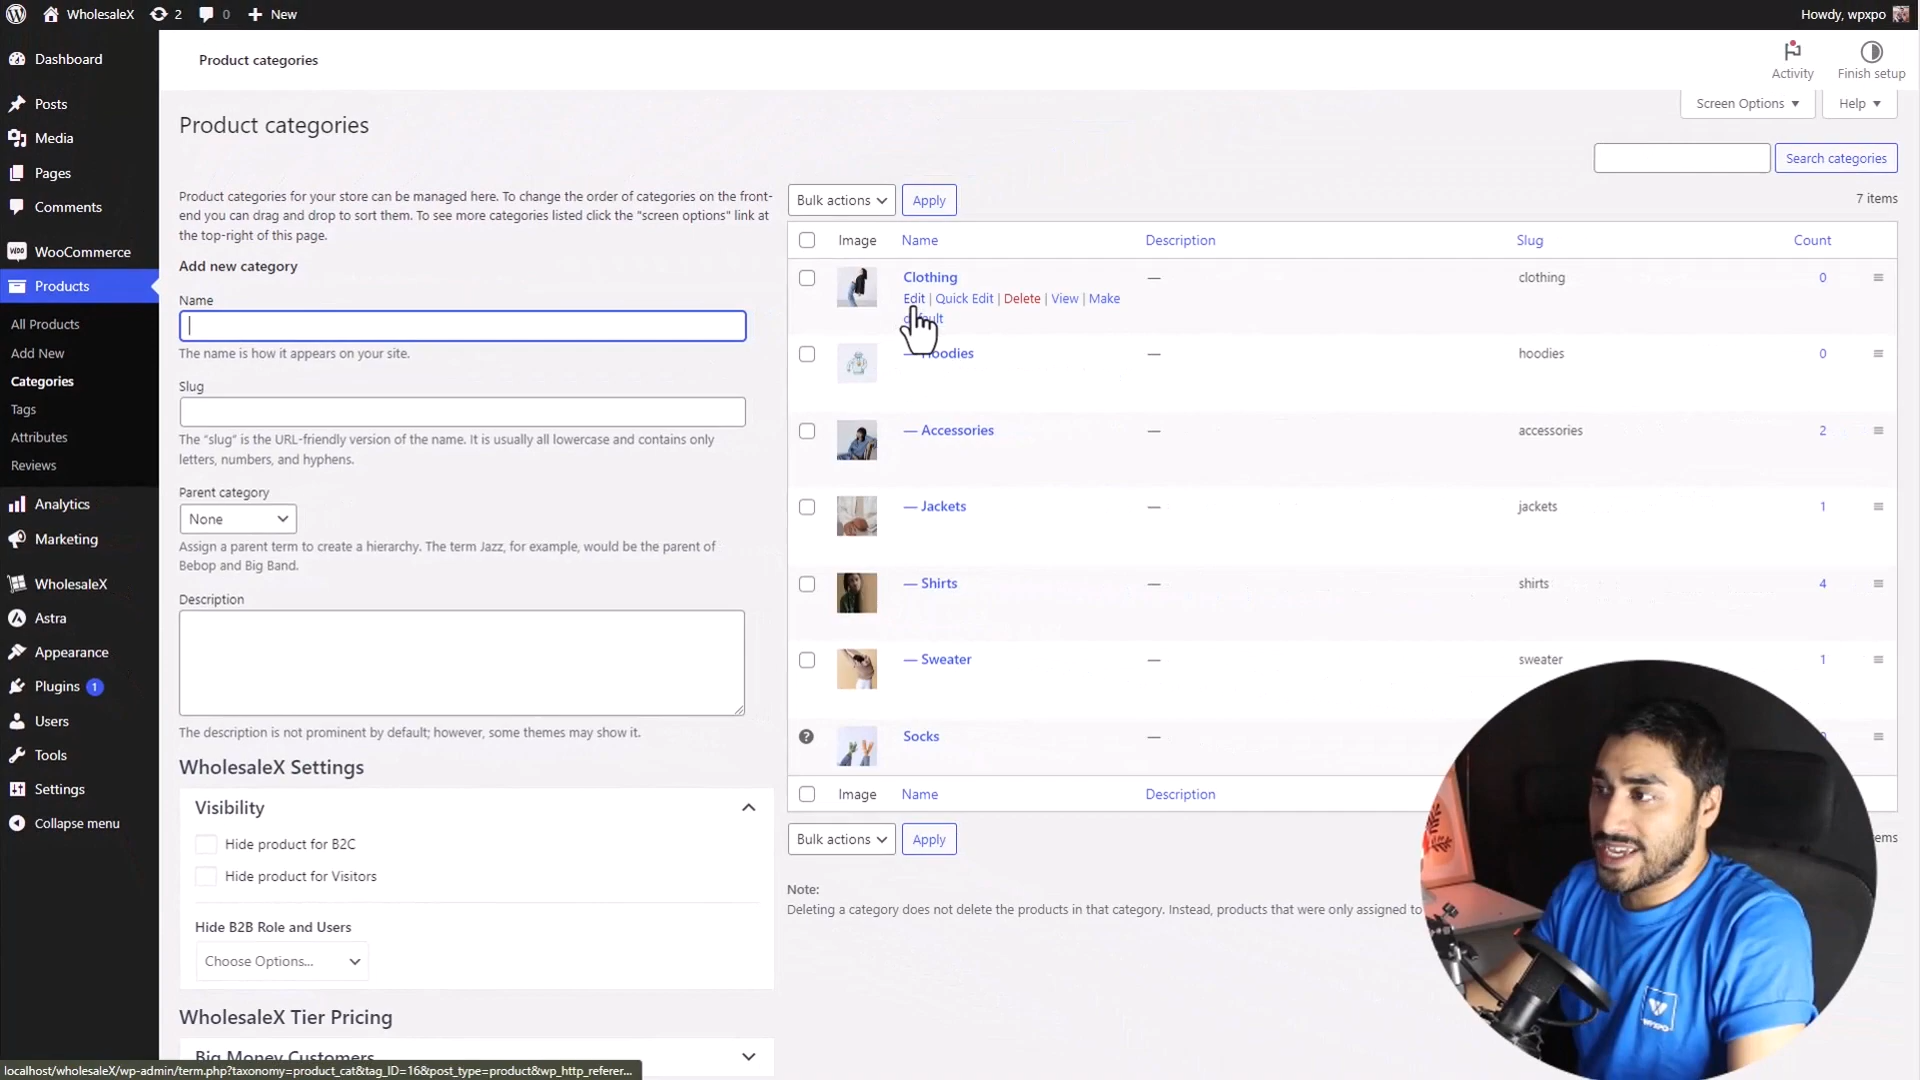 WholesaleX 2 0 New Howdy, wpxpo
Dashboard
Posts
Media
Pages
Comments
WooCommerce
Products
All Products
Add New
Categories
Tags
Attributes
Reviews
Analytics
Marketing
WholesaleX
Astra
Appearance
Plugins 1
Users
Tools
Settings
Collapse menu
Product categories
Activity
Finish setup
Screen Options
Help
Product categories
Search categories
Product categories for your store can be managed here. To change the order of categories on the front-
end you can drag and drop to sort them. To see more categories listed click the "screen options" link at
the top-right of this page.
Add new category
Name
The name is how it appears on your site.
Slug
The “slug” is the URL-friendly version of the name. It is usually all lowercase and contains only
letters, numbers, and hyphens.
Parent category
None
Assign a parent term to create a hierarchy. The term Jazz, for example, would be the parent of
Bebop and Big Band.
Description
The description is not prominent by default; however, some themes may show it.
WholesaleX Settings
Visibility
Hide product for B2C
Hide product for Visitors
Hide B2B Role and Users
Choose Options...
WholesaleX Tier Pricing
Big Money Customers
Bulk actions Apply 7 items
Image Name Description Slug Count
Clothing — clothing 0
Edit | Quick Edit | Delete | View | Make
default
— Hoodies — hoodies 0
— Accessories — accessories 2
— Jackets — jackets 1
— Shirts — shirts 4
— Sweater — sweater 1
Socks —
Image Name Description
Bulk actions Apply
Note:
Deleting a category does not delete the products in that category. Instead, products that were only assigned to
localhost/wholesaleX/wp-admin/term.php?taxonomy=product_cat&tag_ID=16&post_type=product&wp_http_referer...
WPXPO